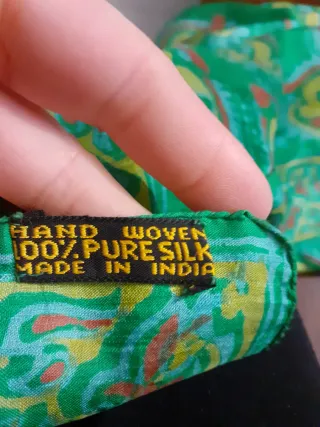 HAND WOVEN
100% PURE SILK
MADE IN INDIA